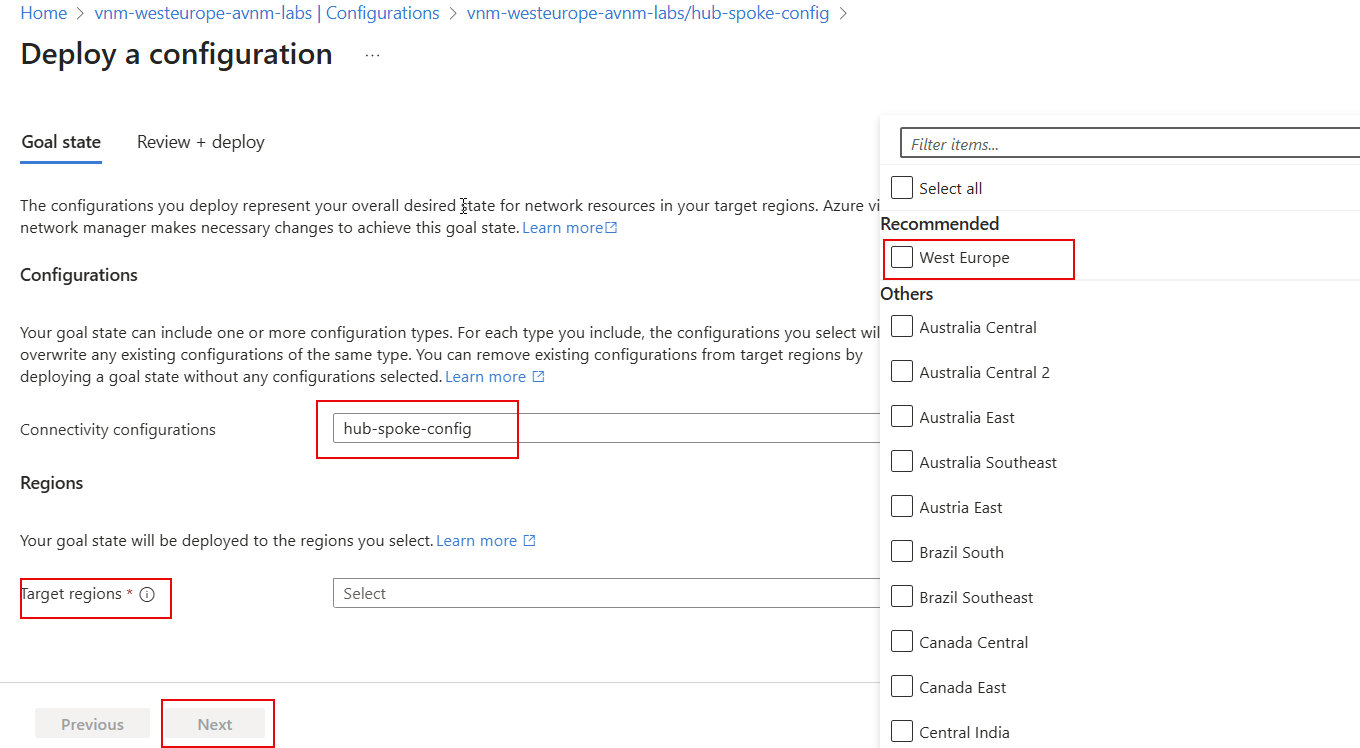 Home > vnm-westeurope-avnm-labs | Configurations > vnm-westeurope-avnm-labs/hub-spoke-config >
Deploy a configuration ...
Goal state
Review + deploy
The configurations you deploy represent your overall desired state for network resources in your target regions. Azure
network manager makes necessary changes to achieve this goal state. Learn more
Configurations
Your goal state can include one or more configuration types. For each type you include, the configurations you select
overwrite any existing configurations of the same type. You can remove existing configurations from target regions by
deploying a goal state without any configurations selected. Learn more
Connectivity configurations
hub-spoke-config
Regions
Your goal state will be deployed to the regions you select. Learn more
Target regions *
Select
Previous
Next
Filter items...
Select all
Recommended
West Europe
Others
Australia Central
Australia Central 2
Australia East
Australia Southeast
Austria East
Brazil South
Brazil Southeast
Canada Central
Canada East
Central India